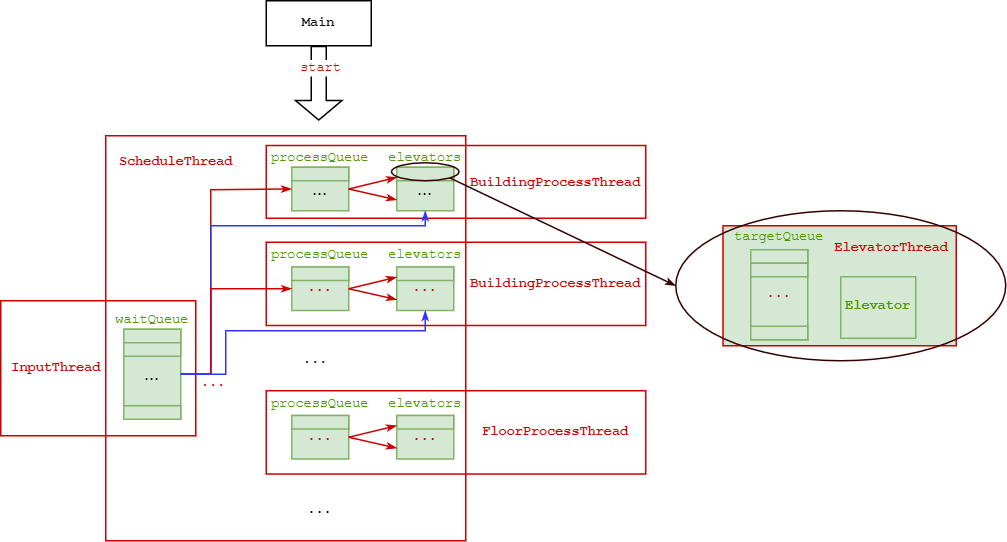 Main
start
ScheduleThread
processQueue
elevators
...
...
BuildingProcessThread
targetQueue
ElevatorThread
...
Elevator
processQueue
elevators
...
...
BuildingProcessThread
waitQueue
InputThread
...
...
...
processQueue
elevators
...
...
FloorProcessThread
...